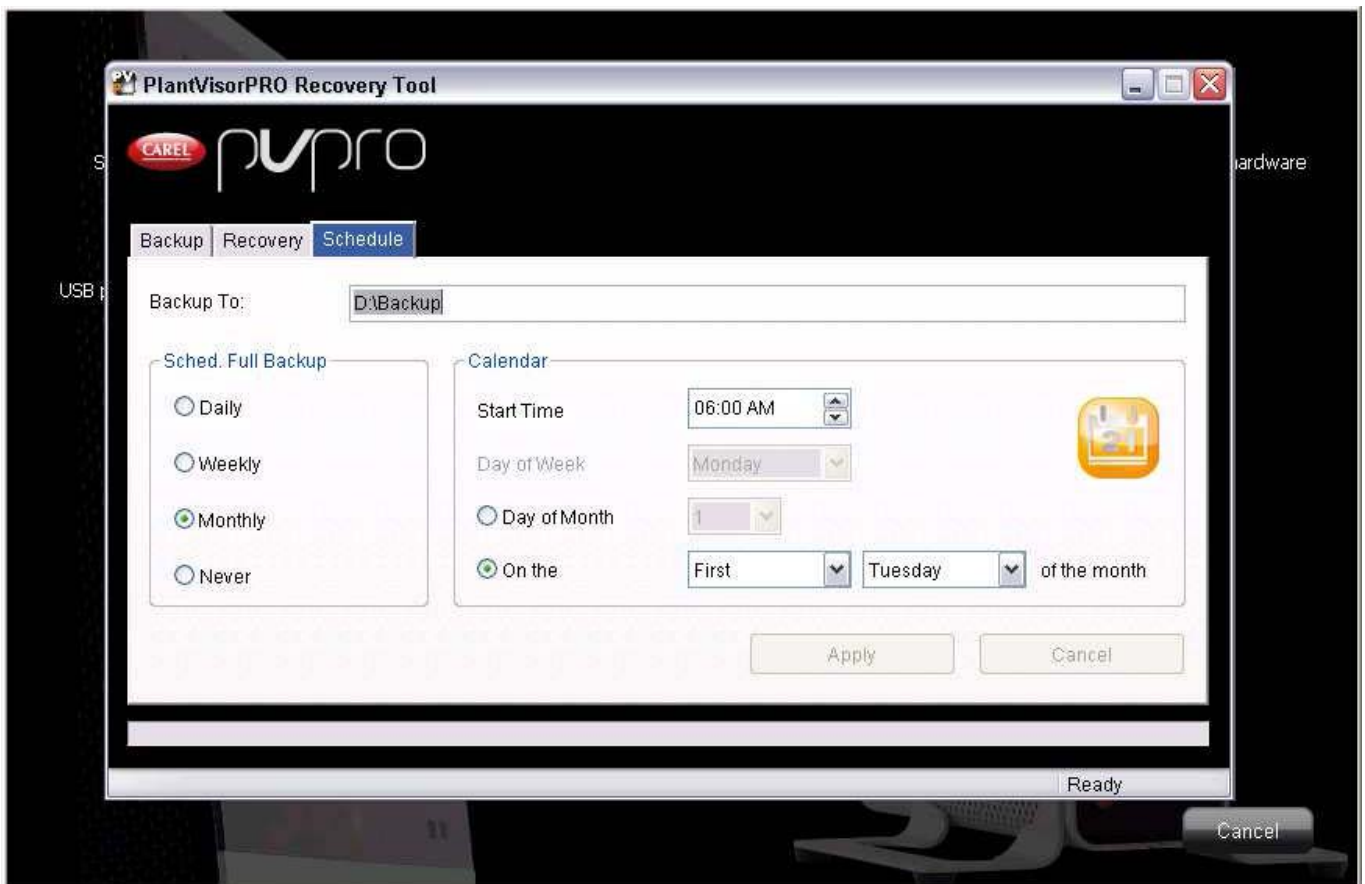 PlantVisorPRO Recovery Tool
CAREL pvpro
hardware
Backup Recovery Schedule
USB
Backup To: D:\Backup
Sched. Full Backup
Daily
Weekly
Monthly
Never
Calendar
Start Time 06:00 AM
Day of Week Monday
Day of Month 1
On the First Tuesday of the month
21
Apply Cancel
Ready
Cancel